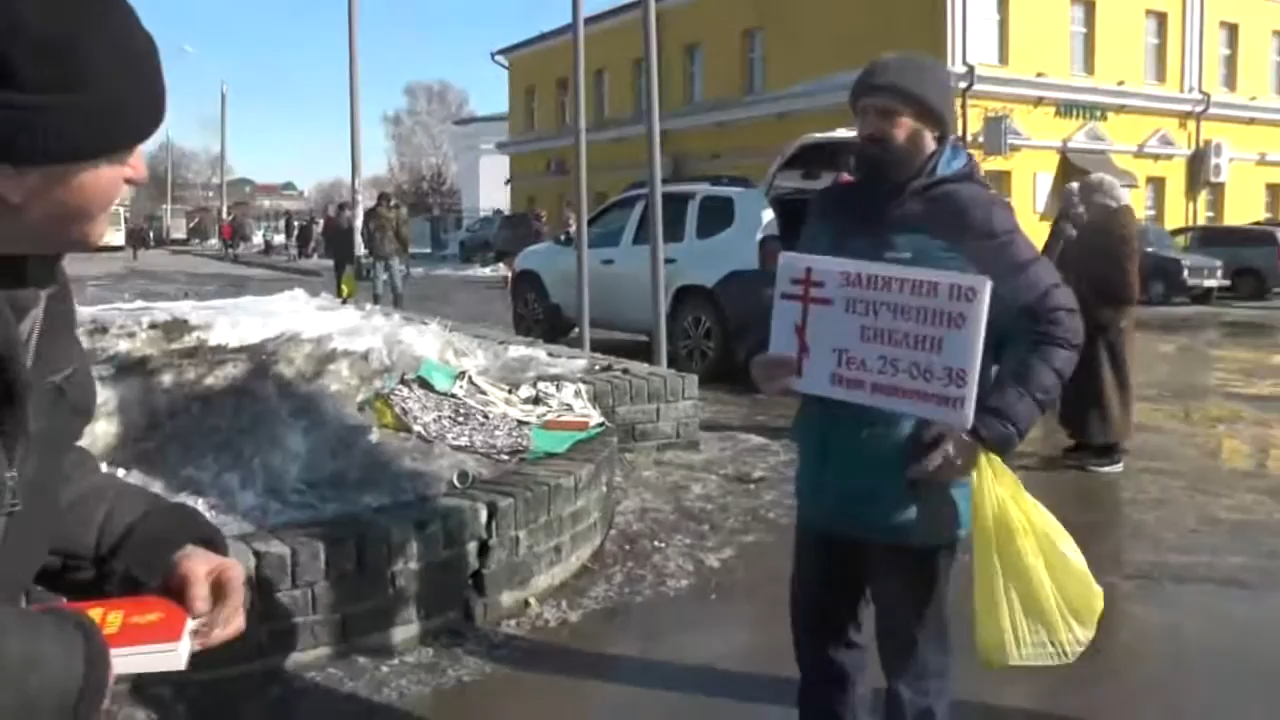 АПТЕКА
ЗАНЯТИЯ ПО
ИЗУЧЕНИЮ
БИБЛИИ
Тел. 25-06-38